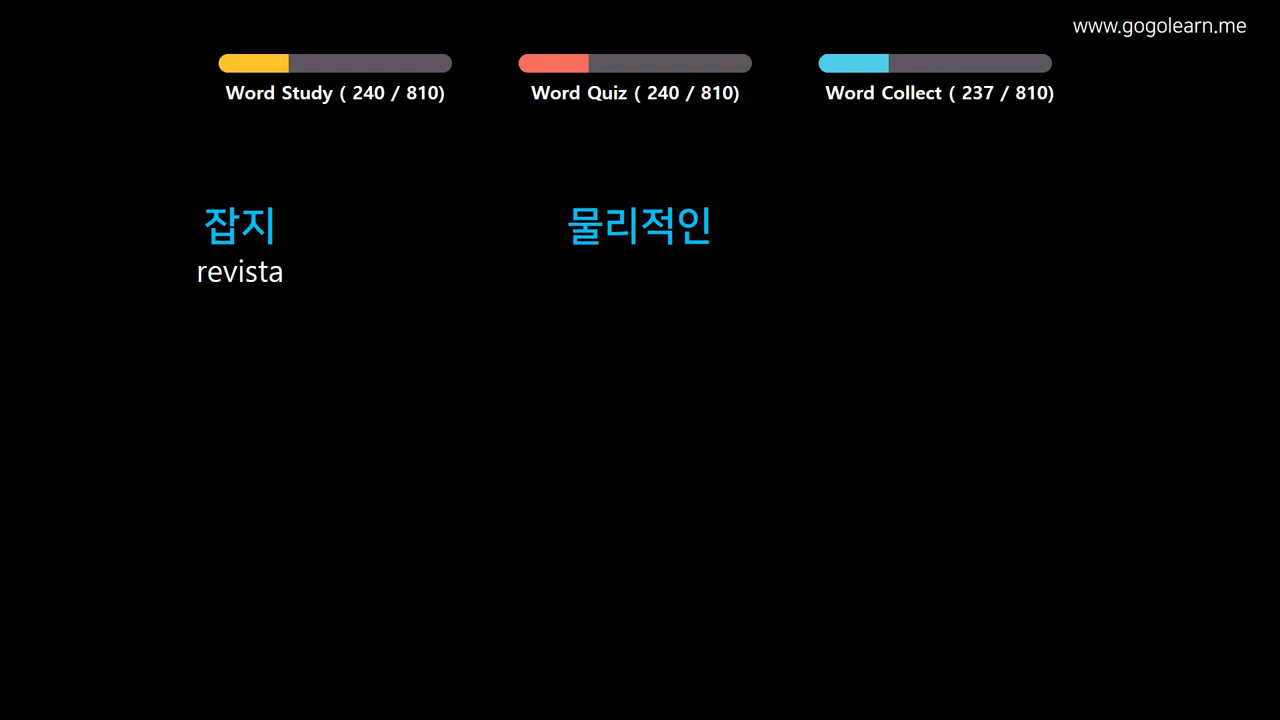 www.gogolearn.me
Word Study ( 240 / 810)
Word Quiz ( 240 / 810)
Word Collect ( 237 / 810)
잡지
revista
물리적인